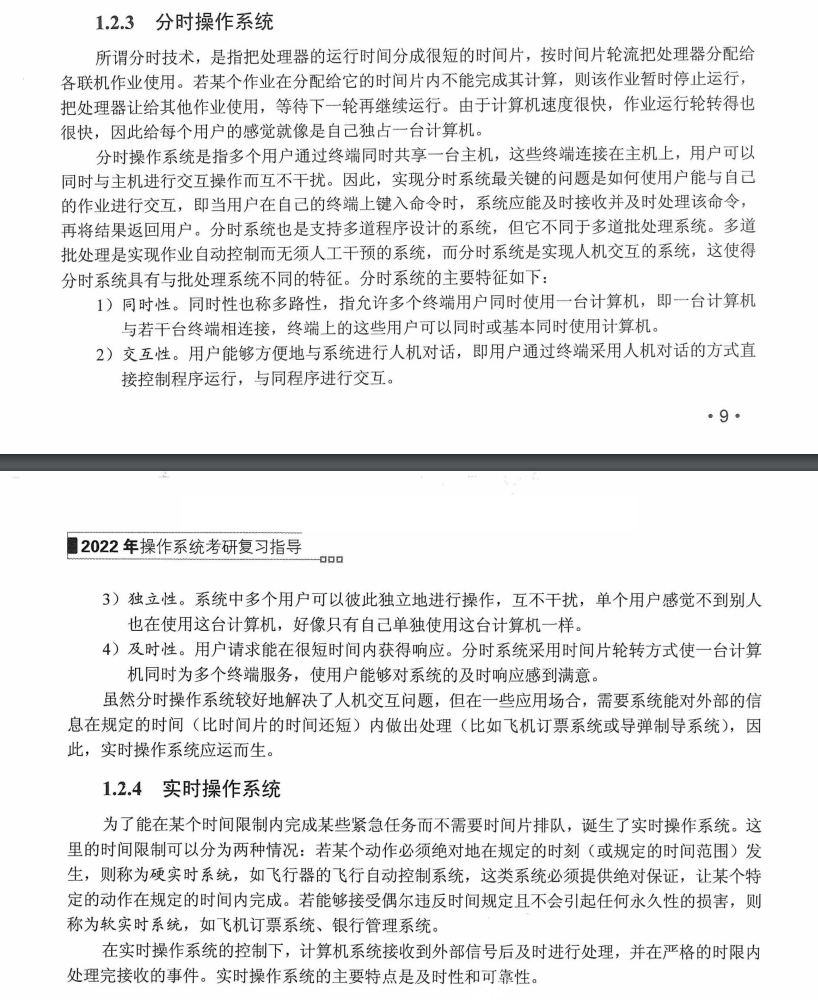 1.2.3 分时操作系统
所谓分时技术，是指把处理器的运行时间分成很短的时间片，按时间片轮流把处理器分配给
各联机作业使用。若某个作业在分配给它的时间片内不能完成其计算，则该作业暂时停止运行，
把处理器让给其他作业使用，等待下一轮再继续运行。由于计算机速度很快，作业运行轮转得也
很快，因此给每个用户的感觉就像是自己独占一台计算机。
分时操作系统是指多个用户通过终端同时共享一台主机，这些终端连接在主机上，用户可以
同时与主机进行交互操作而互不干扰。因此，实现分时系统最关键的问题是如何使用户能与自己
的作业进行交互，即当用户在自己的终端上键入命令时，系统应能及时接收并及时处理该命令，
再将结果返回用户。分时系统也是支持多道程序设计的系统，但它不同于多道批处理系统。多道
批处理是实现作业自动控制而无须人工干预的系统，而分时系统是实现人机交互的系统，这使得
分时系统具有与批处理系统不同的特征。分时系统的主要特征如下：
1）同时性。同时性也称多路性，指允许多个终端用户同时使用一台计算机，即一台计算机
与若干台终端相连接，终端上的这些用户可以同时或基本同时使用计算机。
2）交互性。用户能够方便地与系统进行人机对话，即用户通过终端采用人机对话的方式直
接控制程序运行，与同程序进行交互。
·9·
2022 年操作系统考研复习指导
3）独立性。系统中多个用户可以彼此独立地进行操作，互不干扰，单个用户感觉不到别人
也在使用这台计算机，好像只有自己单独使用这台计算机一样。
4）及时性。用户请求能在很短时间内获得响应。分时系统采用时间片轮转方式使一台计算
机同时为多个终端服务，使用户能够对系统的及时响应感到满意。
虽然分时操作系统较好地解决了人机交互问题，但在一些应用场合，需要系统能对外部的信
息在规定的时间（比时间片的时间还短）内做出处理（比如飞机订票系统或导弹制导系统），因
此，实时操作系统应运而生。
1.2.4 实时操作系统
为了能在某个时间限制内完成某些紧急任务而不需要时间片排队，诞生了实时操作系统。这
里的时间限制可以分为两种情况：若某个动作必须绝对地在规定的时刻（或规定的时间范围）发
生，则称为硬实时系统，如飞行器的飞行自动控制系统，这类系统必须提供绝对保证，让某个特
定的动作在规定的时间内完成。若能够接受偶尔违反时间规定且不会引起任何永久性的损害，则
称为软实时系统，如飞机订票系统、银行管理系统。
在实时操作系统的控制下，计算机系统接收到外部信号后及时进行处理，并在严格的时限内
处理完接收的事件。实时操作系统的主要特点是及时性和可靠性。